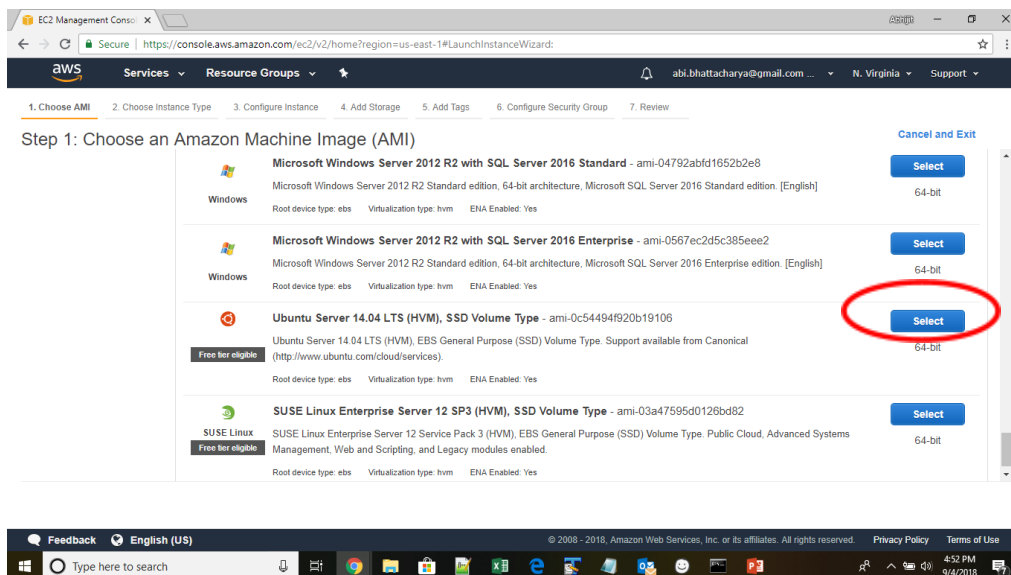 EC2 Management Consol
Abhijit
Secure | https://console.aws.amazon.com/ec2/v2/home?region=us-east-1#LaunchInstanceWizard:
aws Services Resource Groups abi.bhattacharya@gmail.com ... N. Virginia Support
1. Choose AMI 2. Choose Instance Type 3. Configure Instance 4. Add Storage 5. Add Tags 6. Configure Security Group 7. Review
Step 1: Choose an Amazon Machine Image (AMI)
Cancel and Exit
Windows
Microsoft Windows Server 2012 R2 with SQL Server 2016 Standard - ami-04792abfd1652b2e8
Microsoft Windows Server 2012 R2 Standard edition, 64-bit architecture, Microsoft SQL Server 2016 Standard edition. [English]
Root device type: ebs Virtualization type: hvm ENA Enabled: Yes
Select
64-bit
Windows
Microsoft Windows Server 2012 R2 with SQL Server 2016 Enterprise - ami-0567ec2d5c385eee2
Microsoft Windows Server 2012 R2 Standard edition, 64-bit architecture, Microsoft SQL Server 2016 Enterprise edition. [English]
Root device type: ebs Virtualization type: hvm ENA Enabled: Yes
Select
64-bit
Free tier eligible
Ubuntu Server 14.04 LTS (HVM), SSD Volume Type - ami-0c54494f920b19106
Ubuntu Server 14.04 LTS (HVM), EBS General Purpose (SSD) Volume Type. Support available from Canonical
(http://www.ubuntu.com/cloud/services).
Root device type: ebs Virtualization type: hvm ENA Enabled: Yes
Select
64-bit
SUSE Linux
Free tier eligible
SUSE Linux Enterprise Server 12 SP3 (HVM), SSD Volume Type - ami-03a47595d0126bd82
SUSE Linux Enterprise Server 12 Service Pack 3 (HVM), EBS General Purpose (SSD) Volume Type. Public Cloud, Advanced Systems
Management, Web and Scripting, and Legacy modules enabled.
Root device type: ebs Virtualization type: hvm ENA Enabled: Yes
Select
64-bit
Feedback English (US) © 2008 - 2018, Amazon Web Services, Inc. or its affiliates. All rights reserved. Privacy Policy Terms of Use
Type here to search
4:52 PM
9/4/2018